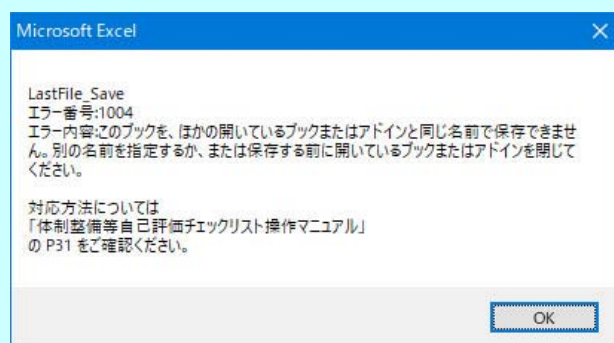 Microsoft Excel
LastFile_Save
エラー番号:1004
エラー内容:このブックを、ほかの開いているブックまたはアドインと同じ名前で保存できませ
ん。別の名前を指定するか、または保存する前に開いているブックまたはアドインを閉じて
ください。
対応方法については
「体制整備等自己評価チェックリスト操作マニュアル」
の P31 をご確認ください。
OK